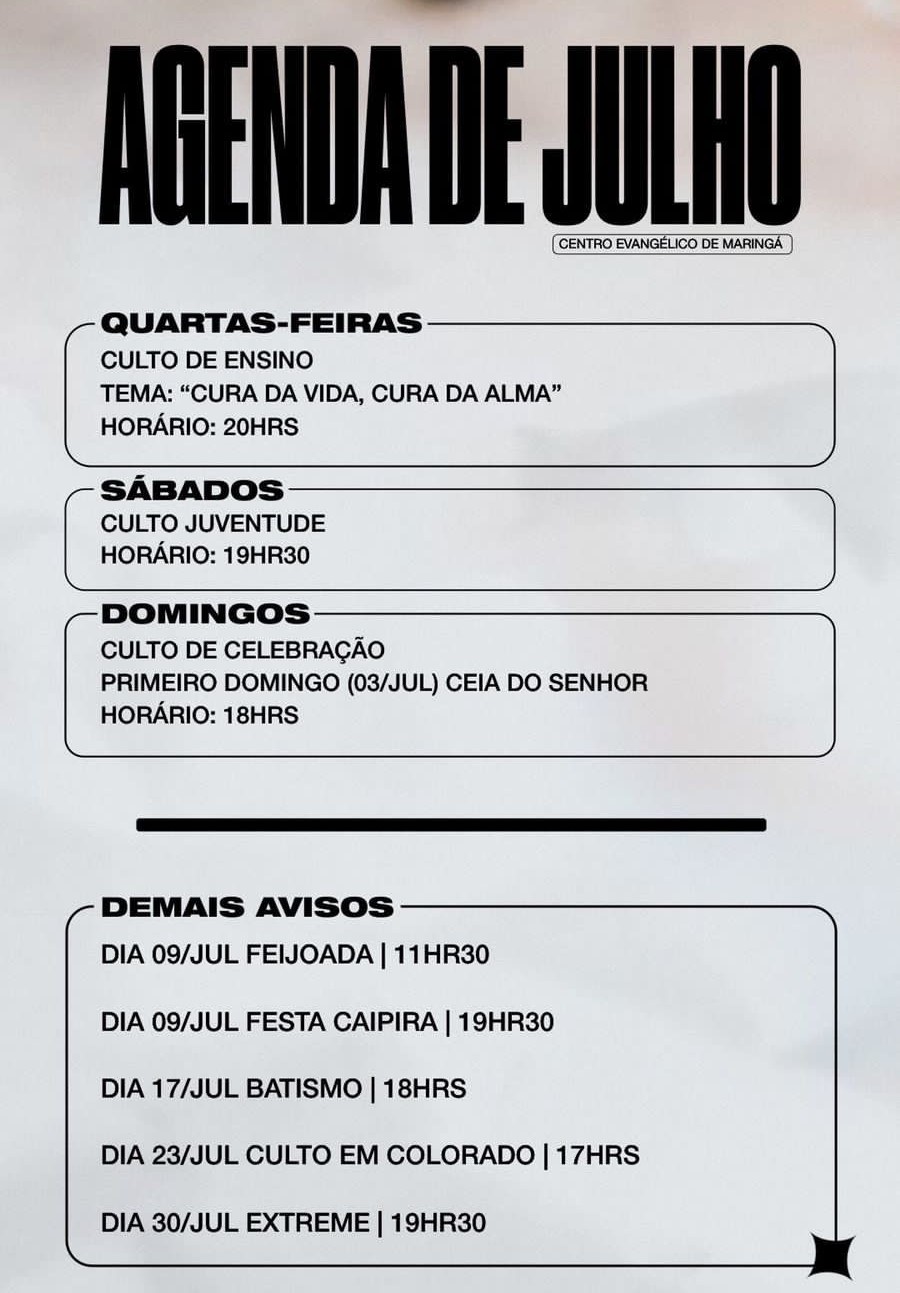 AGENDA DE JULHO
CENTRO EVANGÉLICO DE MARINGÁ
QUARTAS-FEIRAS
CULTO DE ENSINO
TEMA: “CURA DA VIDA, CURA DA ALMA”
HORÁRIO: 20HRS
SÁBADOS
CULTO JUVENTUDE
HORÁRIO: 19HR30
DOMINGOS
CULTO DE CELEBRAÇÃO
PRIMEIRO DOMINGO (03/JUL) CEIA DO SENHOR
HORÁRIO: 18HRS
DEMAIS AVISOS
DIA 09/JUL FEIJOADA | 11HR30
DIA 09/JUL FESTA CAIPIRA | 19HR30
DIA 17/JUL BATISMO | 18HRS
DIA 23/JUL CULTO EM COLORADO | 17HRS
DIA 30/JUL EXTREME | 19HR30